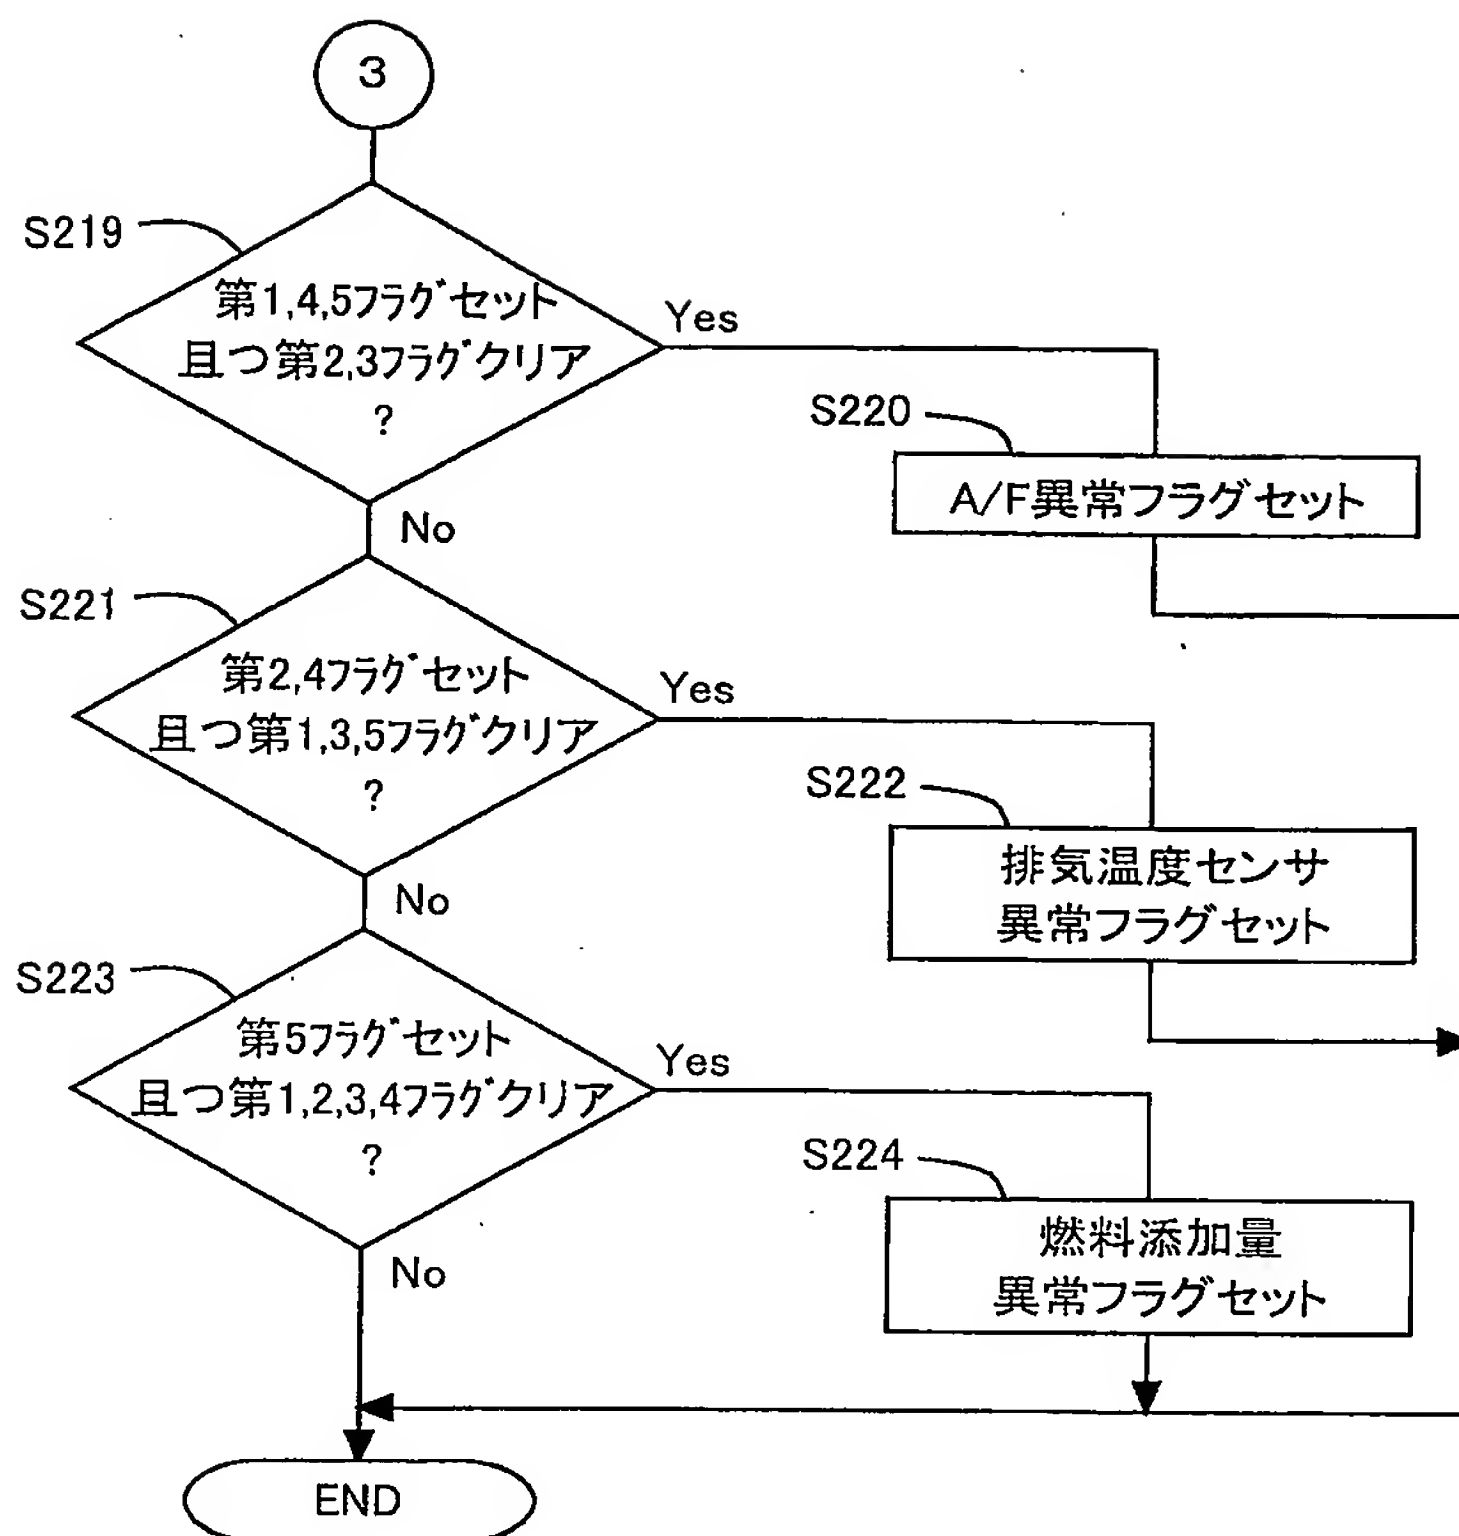 3
S219
第1,4,5フラグセット
且つ第2,3フラグクリア
?
Yes
S220
A/F異常フラグセット
No
S221
第2,4フラグセット
且つ第1,3,5フラグクリア
?
Yes
S222
排気温度センサ
異常フラグセット
No
S223
第5フラグセット
且つ第1,2,3,4フラグクリア
?
Yes
S224
燃料添加量
異常フラグセット
No
END